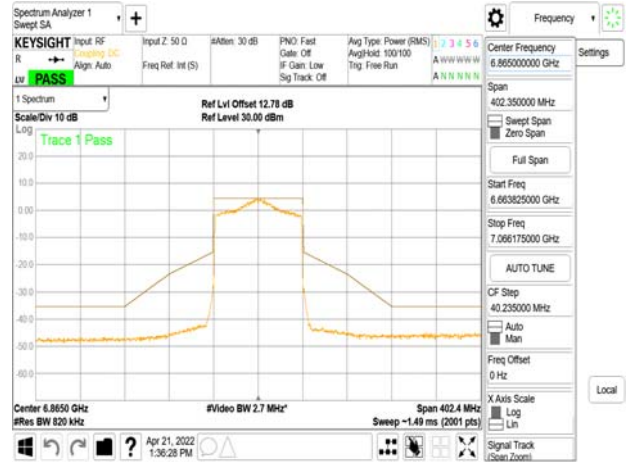 Spectrum Analyzer 1
Swept SA
Frequency
KEYSIGHT
Input: RF
Coupling: DC
Align: Auto
Input Z: 50 Ω
Freq Ref: Int (S)
#Atten: 30 dB
PNO: Fast
Gate: Off
IF Gain: Low
Sig Track: Off
Avg Type: Power (RMS)
Avg|Hold: 100/100
Trig: Free Run
1 2 3 4 5 6
A W W W W W
A N N N N N
R
LV
PASS
1 Spectrum
Scale/Div 10 dB
Ref Lvl Offset 12.78 dB
Ref Level 30.00 dBm
Log
Trace 1 Pass
20.0
10.0
0.00
-10.0
-20.0
-30.0
-40.0
-50.0
-60.0
Center 6.8650 GHz
#Video BW 2.7 MHz*
Span 402.4 MHz
#Res BW 820 kHz
Sweep ~1.49 ms (2001 pts)
Apr 21, 2022
1:36:28 PM
Center Frequency
6.865000000 GHz
Settings
Span
402.350000 MHz
Swept Span
Zero Span
Full Span
Start Freq
6.663825000 GHz
Stop Freq
7.066175000 GHz
AUTO TUNE
CF Step
40.235000 MHz
Auto
Man
Freq Offset
0 Hz
X Axis Scale
Log
Lin
Local
Signal Track
(Span Zoom)